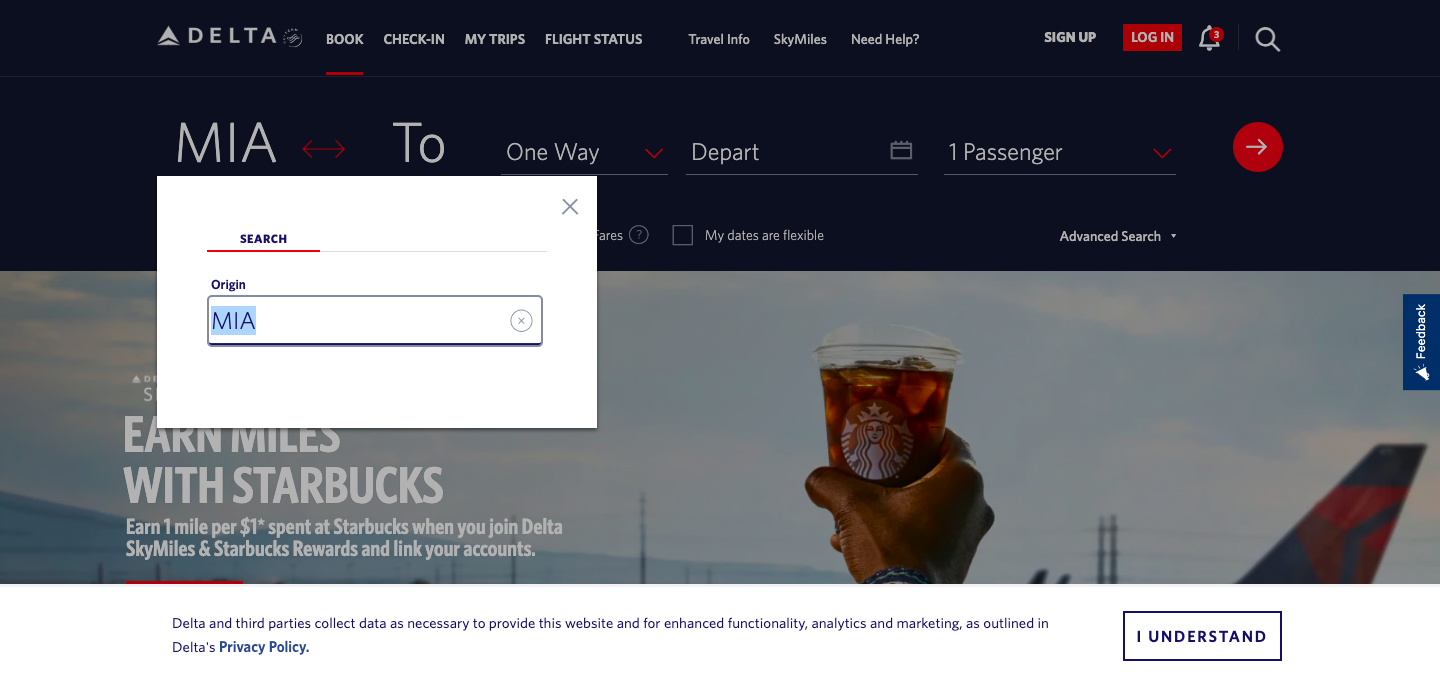 DELTA
BOOK
CHECK-IN
MY TRIPS
FLIGHT STATUS
Travel Info
SkyMiles
Need Help?
SIGN UP
LOG IN
3
MIA
To
One Way
Depart
1 Passenger
SEARCH
Fares
?
My dates are flexible
Advanced Search
Origin
MIA
Feedback
EARN MILES
WITH STARBUCKS
Earn 1 mile per $1* spent at Starbucks when you join Delta
SkyMiles & Starbucks Rewards and link your accounts.
Delta and third parties collect data as necessary to provide this website and for enhanced functionality, analytics and marketing, as outlined in
Delta's Privacy Policy.
I UNDERSTAND